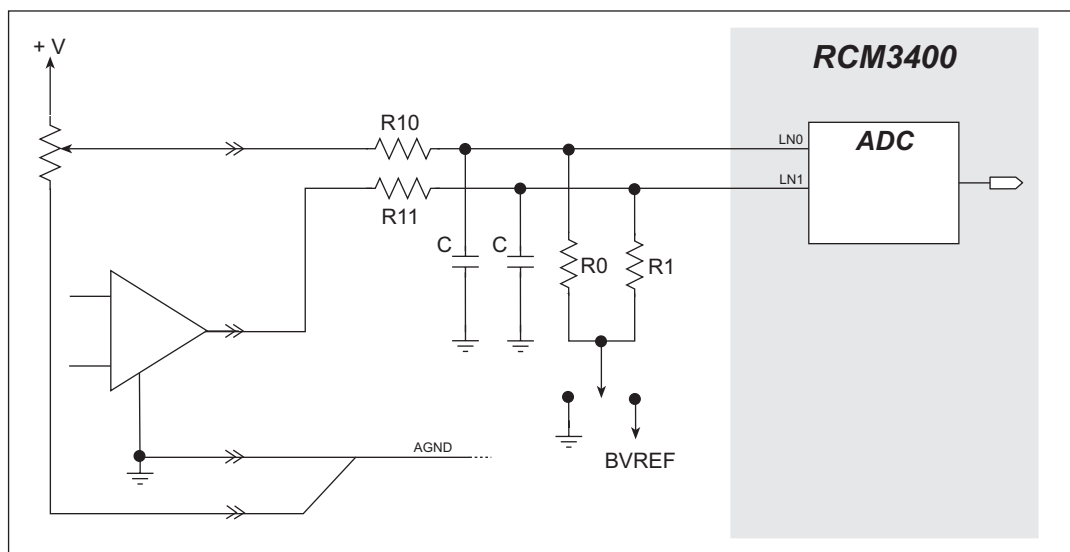 + V
RCM3400
R10
LN0
ADC
LN1
R11
C
C
R0
R1
AGND
BVREF